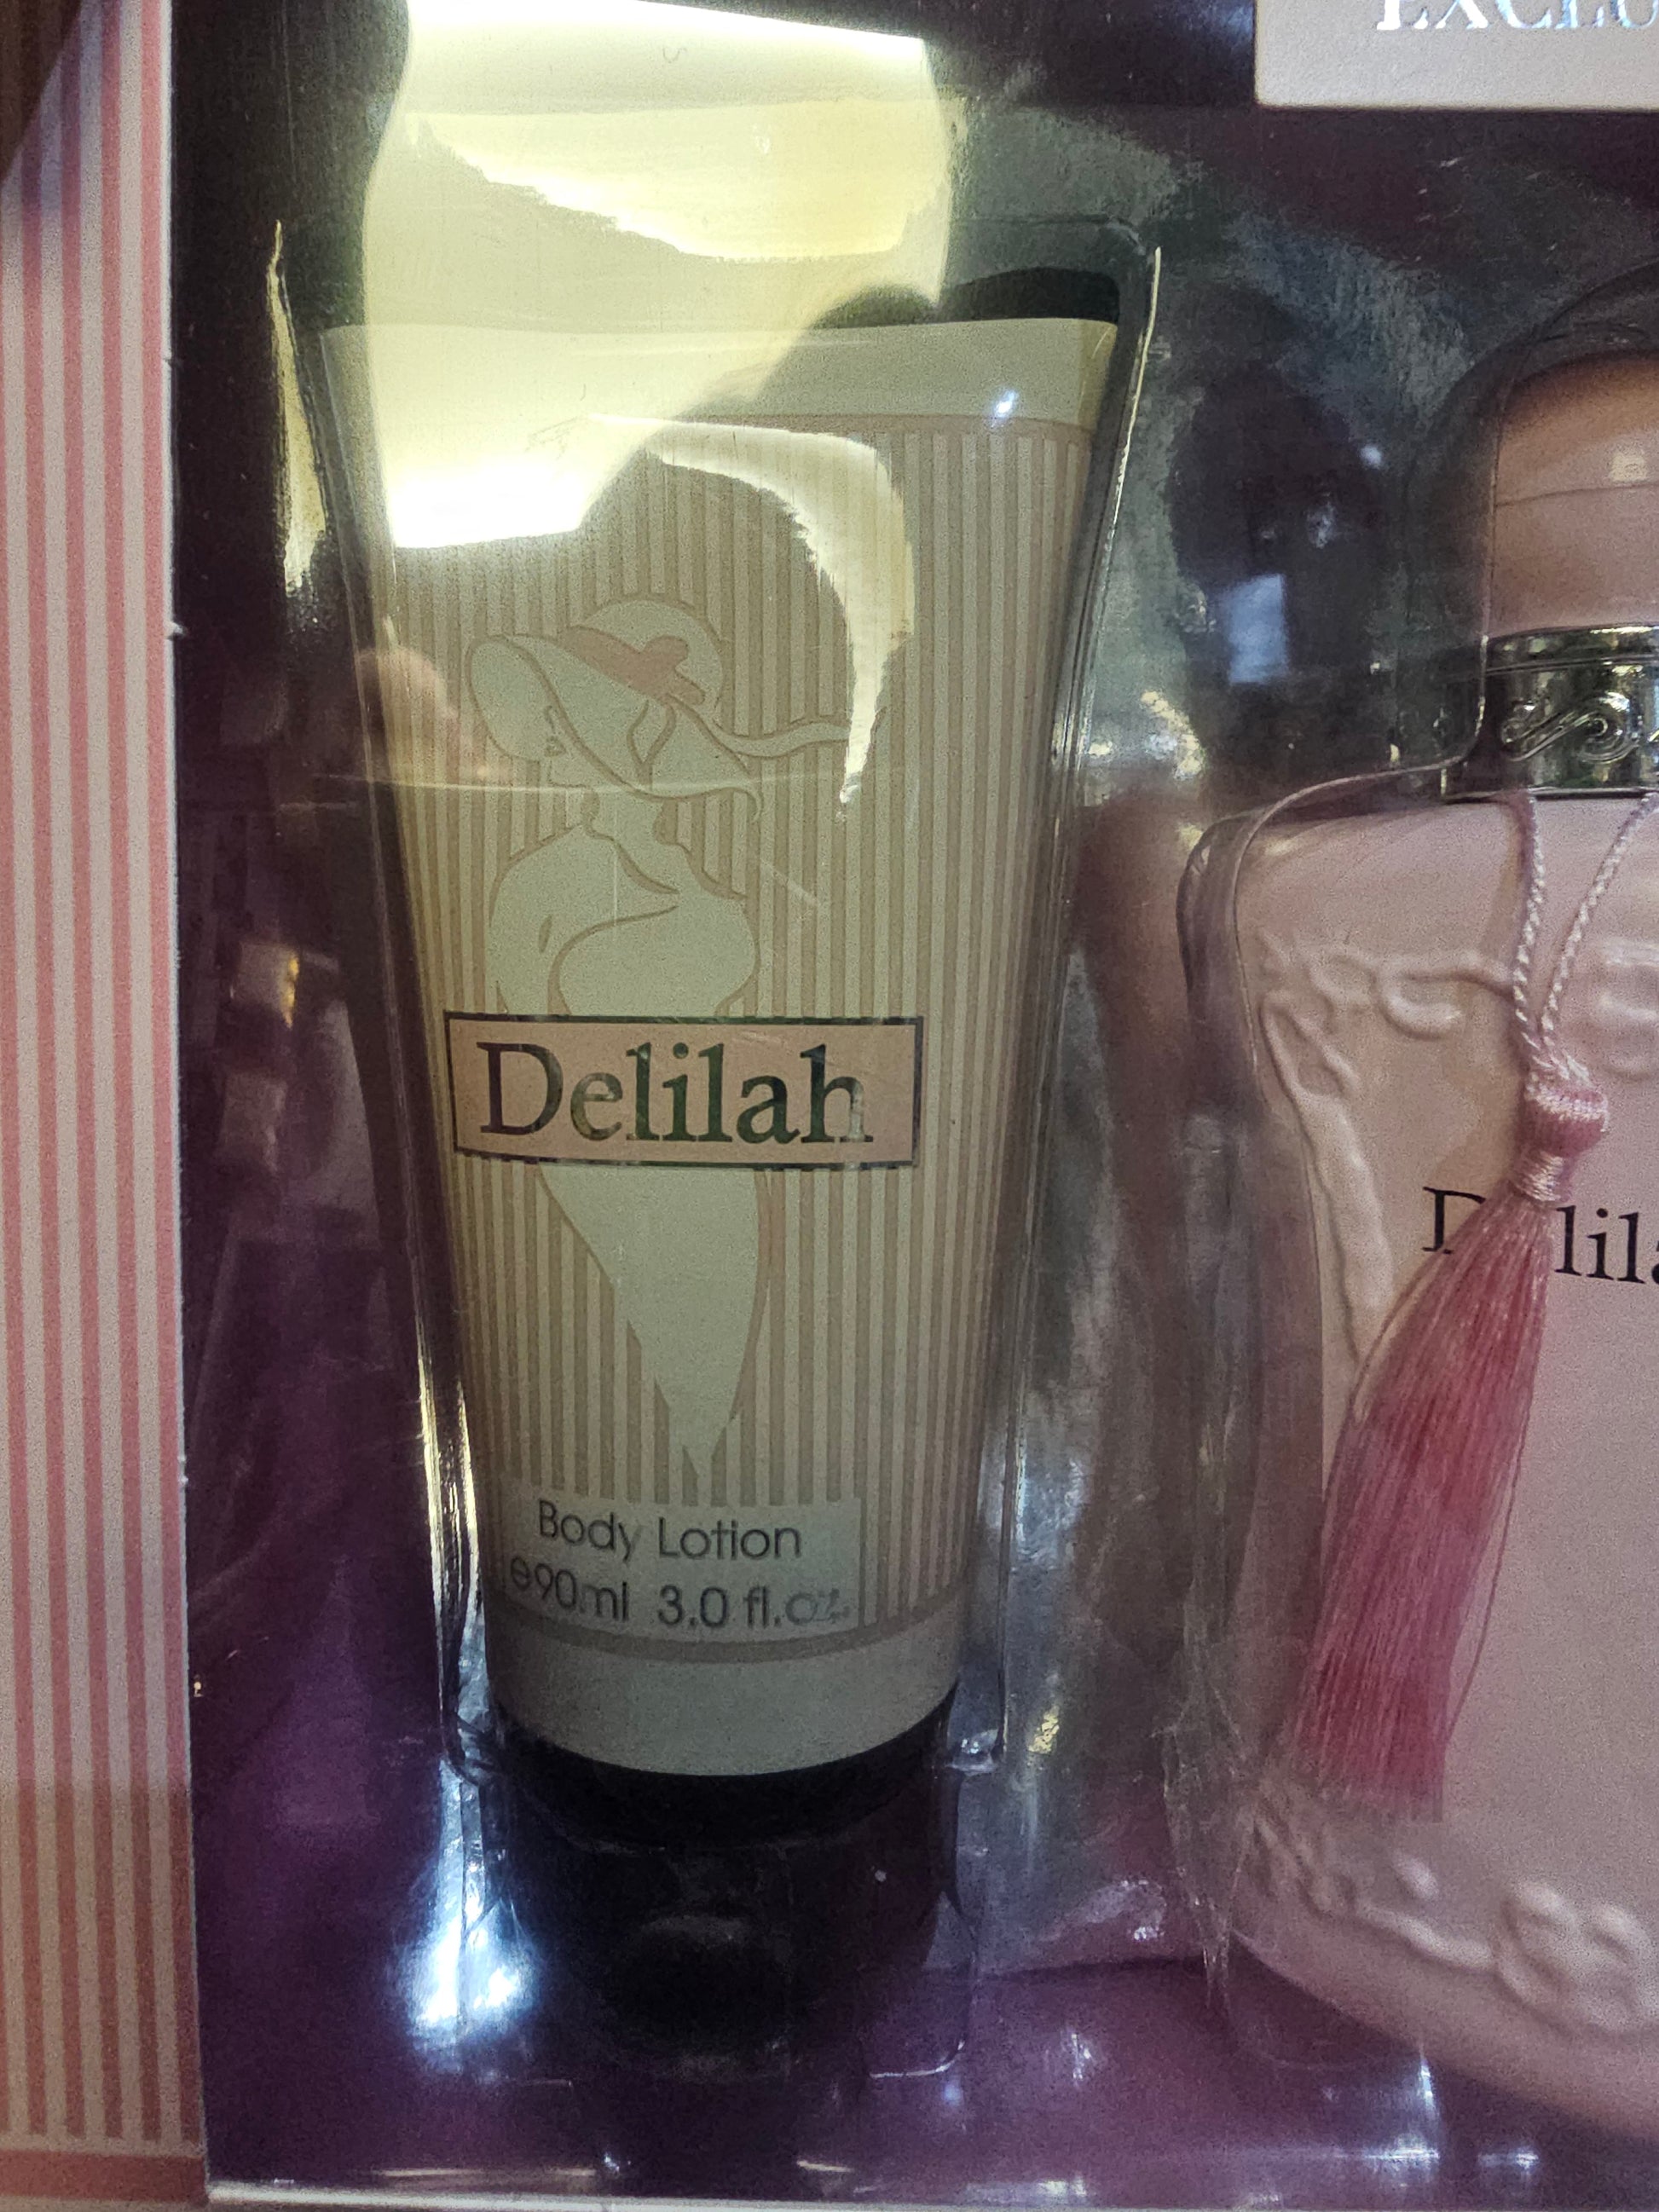 Delilah
Body Lotion
℮90ml 3.0 fl.oz.